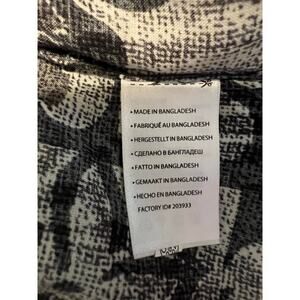 • MADE IN BANGLADESH
• FABRIQUÉ AU BANGLADESH
• HERGESTELLT IN BANGLADESH
• СДЕЛАНО В БАНГЛАДЕШ
• FATTO IN BANGLADESH
• GEMAAKT IN BANGLADESH
• HECHO EN BANGLADESH
FACTORY ID# 203933